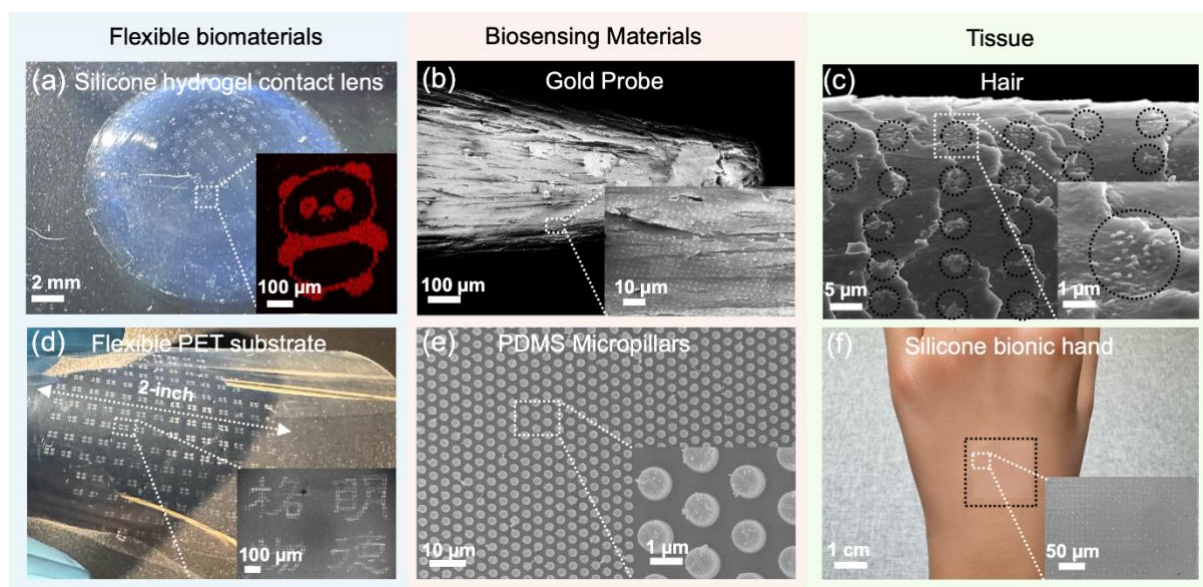 Flexible biomaterials
Biosensing Materials
Tissue
(a) Silicone hydrogel contact lens
2 mm
100 μm
(b) Gold Probe
100 μm
10 μm
(c) Hair
5 μm
1 μm
(d) Flexible PET substrate
2-inch
明
100 μm
(e) PDMS Micropillars
10 μm
1 μm
(f) Silicone bionic hand
1 cm
50 μm